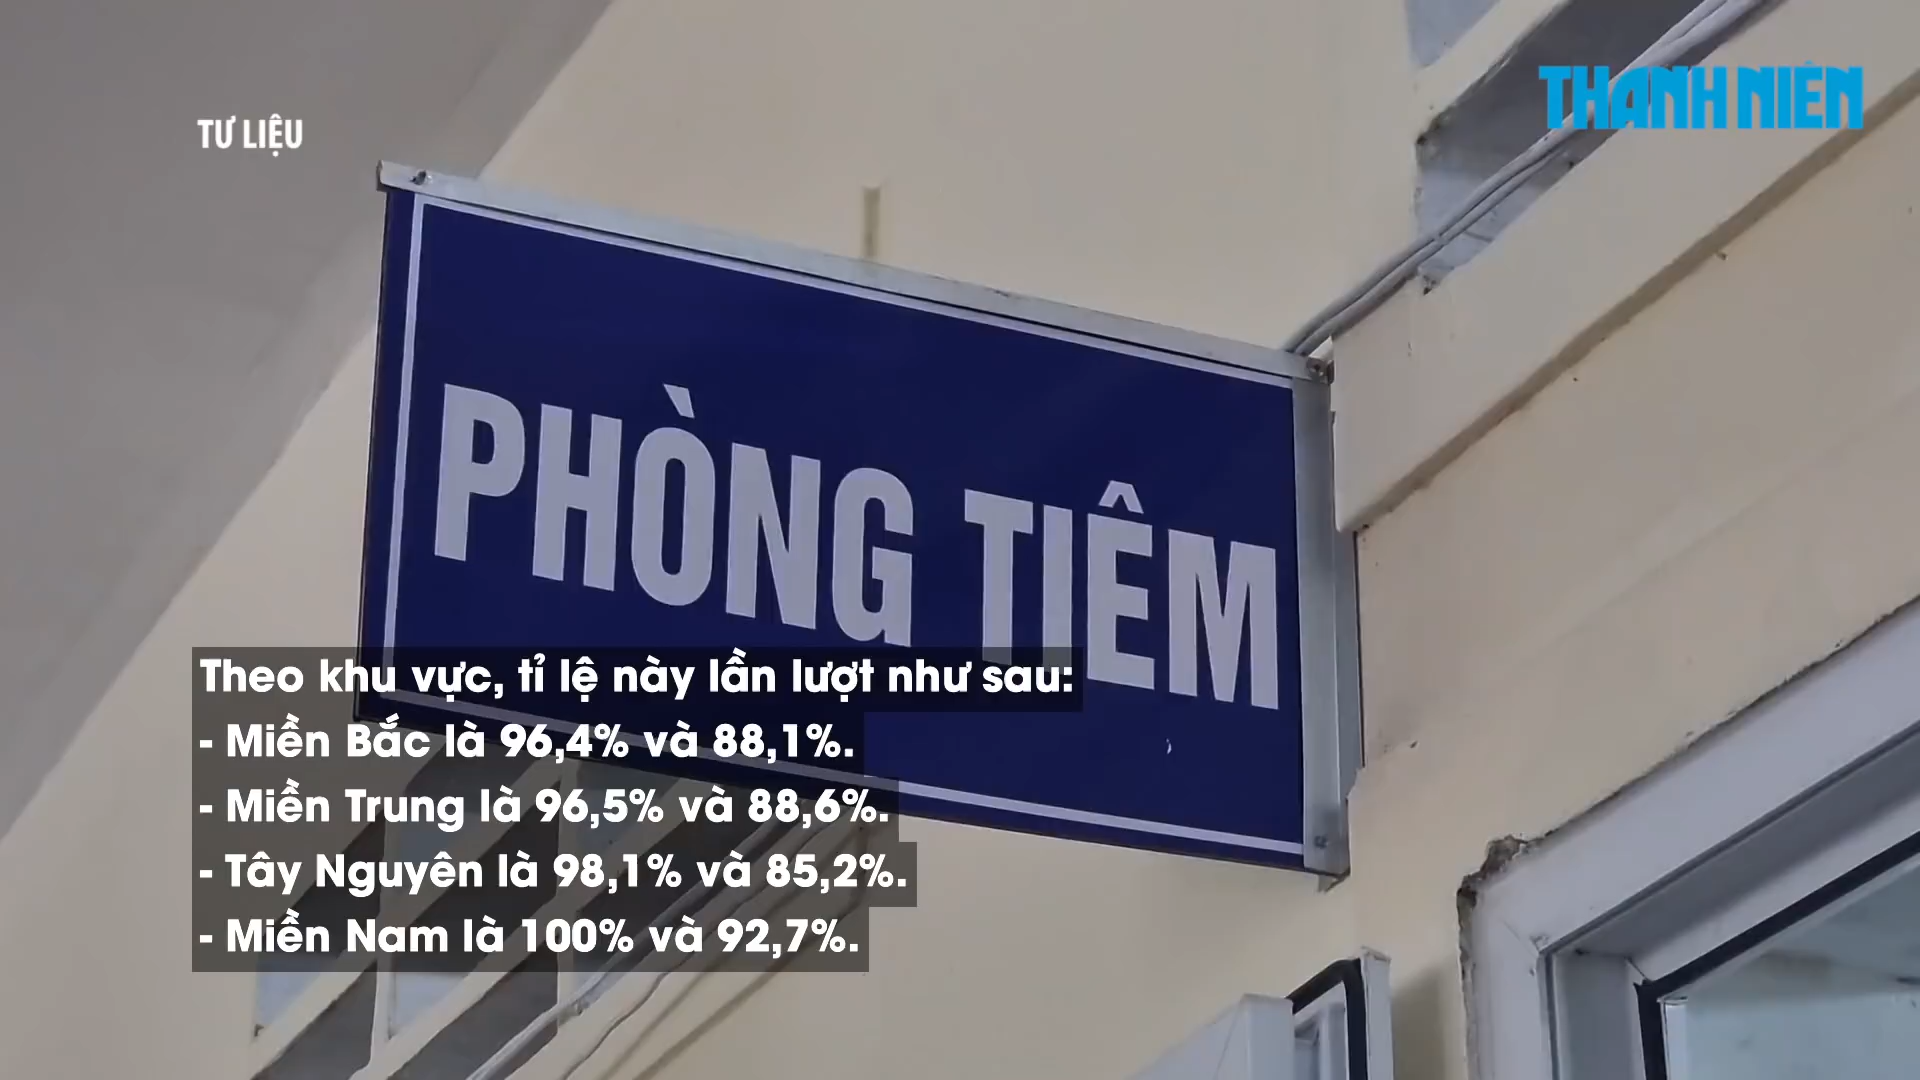 THANH NIÊN
TƯ LIỆU
PHÒNG TIÊM
Theo khu vực, tỉ lệ này lần lượt như sau:
- Miền Bắc là 96,4% và 88,1%.
- Miền Trung là 96,5% và 88,6%.
- Tây Nguyên là 98,1% và 85,2%.
- Miền Nam là 100% và 92,7%.